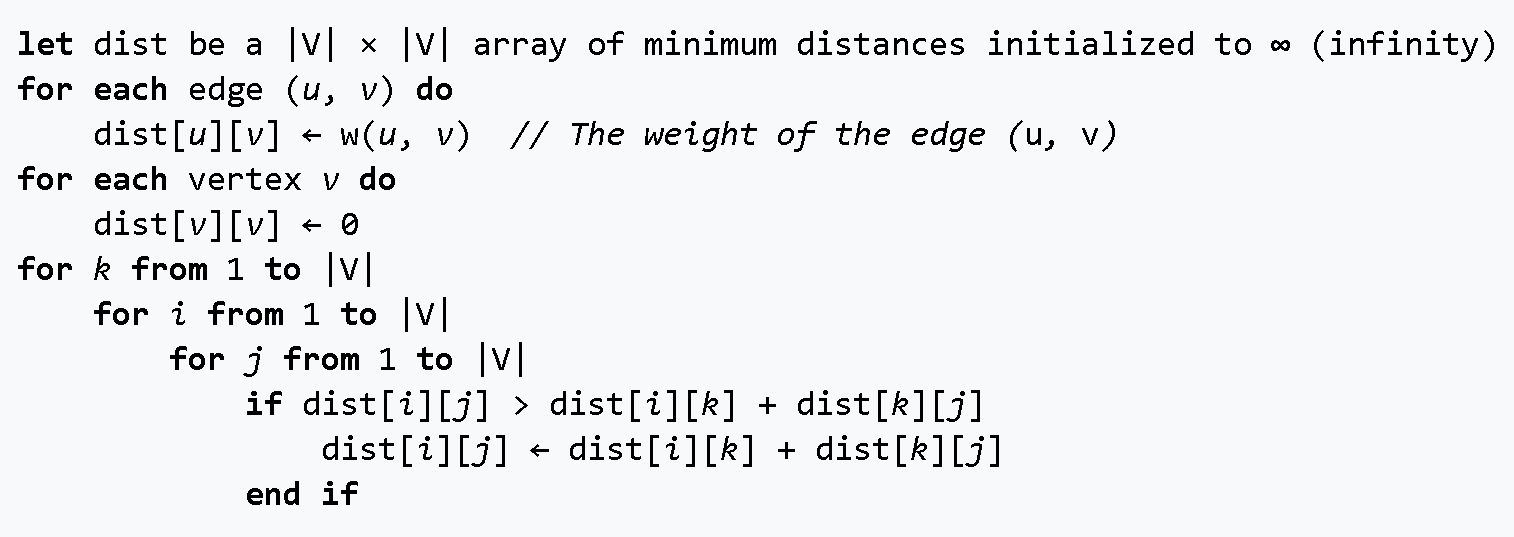 let dist be a |V| × |V| array of minimum distances initialized to ∞ (infinity)
for each edge (u, v) do
    dist[u][v] ← w(u, v)  // The weight of the edge (u, v)
for each vertex v do
    dist[v][v] ← 0
for k from 1 to |V|
    for i from 1 to |V|
        for j from 1 to |V|
            if dist[i][j] > dist[i][k] + dist[k][j]
                dist[i][j] ← dist[i][k] + dist[k][j]
            end if